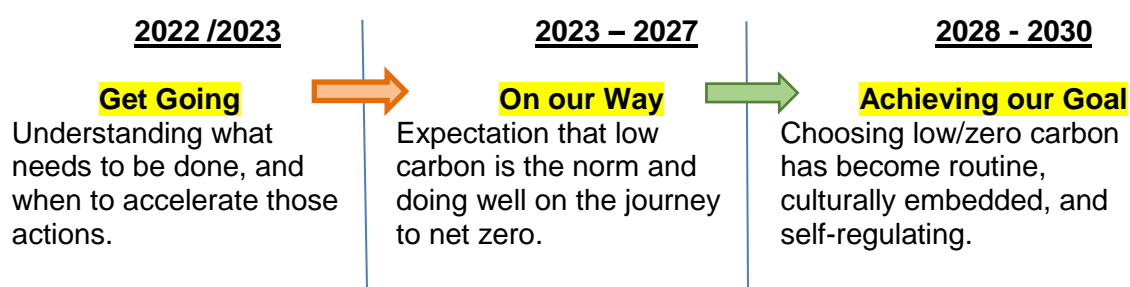 2022 /2023
Get Going
Understanding what
needs to be done, and
when to accelerate those
actions.
2023 – 2027
On our Way
Expectation that low
carbon is the norm and
doing well on the journey
to net zero.
2028 - 2030
Achieving our Goal
Choosing low/zero carbon
has become routine,
culturally embedded, and
self-regulating.